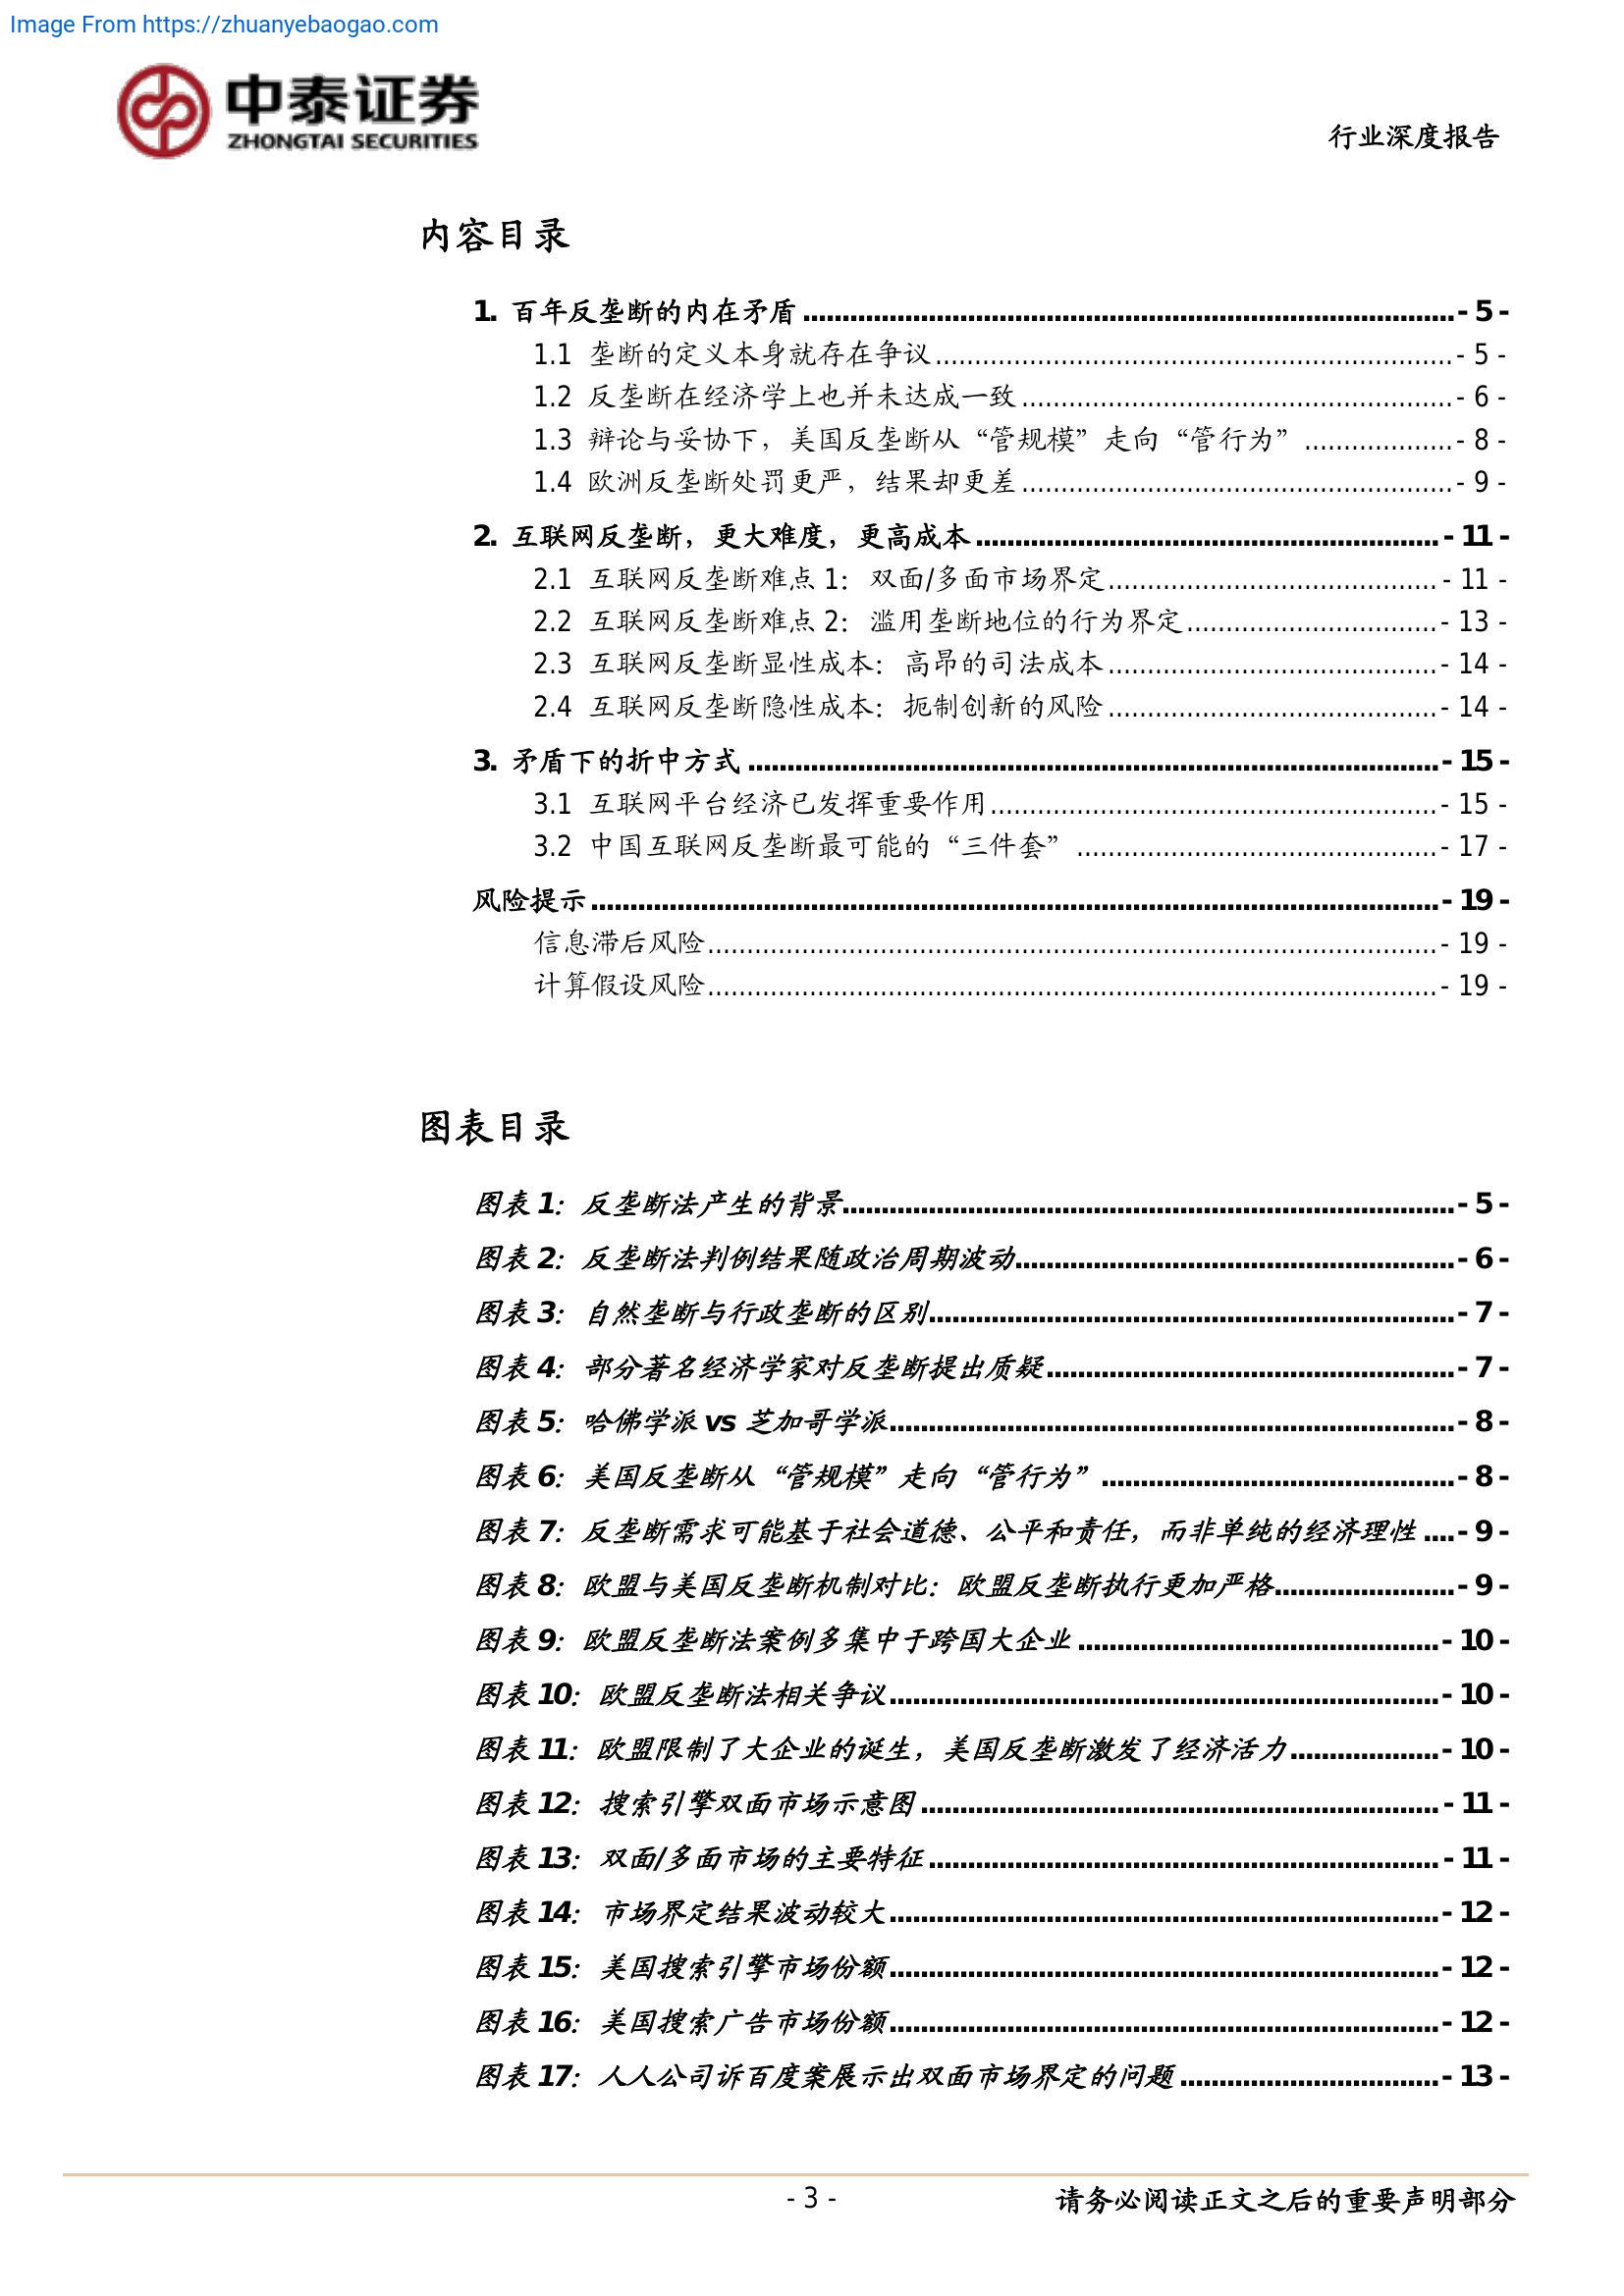 Image From https://zhuanyebaogao.com
中泰证券
ZHONGTAI SECURITIES
行业深度报告
内容目录
1. 百年反垄断的内在矛盾 - 5 -
1.1 垄断的定义本身就存在争议 - 5 -
1.2 反垄断在经济学上也并未达成一致 - 6 -
1.3 辩论与妥协下，美国反垄断从“管规模”走向“管行为” - 8 -
1.4 欧洲反垄断处罚更严，结果却更差 - 9 -
2. 互联网反垄断，更大难度，更高成本 - 11 -
2.1 互联网反垄断难点 1：双面/多面市场界定 - 11 -
2.2 互联网反垄断难点 2：滥用垄断地位的行为界定 - 13 -
2.3 互联网反垄断显性成本：高昂的司法成本 - 14 -
2.4 互联网反垄断隐性成本：扼制创新的风险 - 14 -
3. 矛盾下的折中方式 - 15 -
3.1 互联网平台经济已发挥重要作用 - 15 -
3.2 中国互联网反垄断最可能的“三件套” - 17 -
风险提示 - 19 -
信息滞后风险 - 19 -
计算假设风险 - 19 -
图表目录
图表 1：反垄断法产生的背景 - 5 -
图表 2：反垄断法判例结果随政治周期波动 - 6 -
图表 3：自然垄断与行政垄断的区别 - 7 -
图表 4：部分著名经济学家对反垄断提出质疑 - 7 -
图表 5：哈佛学派 vs 芝加哥学派 - 8 -
图表 6：美国反垄断从“管规模”走向“管行为” - 8 -
图表 7：反垄断需求可能基于社会道德、公平和责任，而非单纯的经济理性 - 9 -
图表 8：欧盟与美国反垄断机制对比：欧盟反垄断执行更加严格 - 9 -
图表 9：欧盟反垄断法案例多集中于跨国大企业 - 10 -
图表 10：欧盟反垄断法相关争议 - 10 -
图表 11：欧盟限制了大企业的诞生，美国反垄断激发了经济活力 - 10 -
图表 12：搜索引擎双面市场示意图 - 11 -
图表 13：双面/多面市场的主要特征 - 11 -
图表 14：市场界定结果波动较大 - 12 -
图表 15：美国搜索引擎市场份额 - 12 -
图表 16：美国搜索广告市场份额 - 12 -
图表 17：人人公司诉百度案展示出双面市场界定的问题 - 13 -
- 3 -
请务必阅读正文之后的重要声明部分